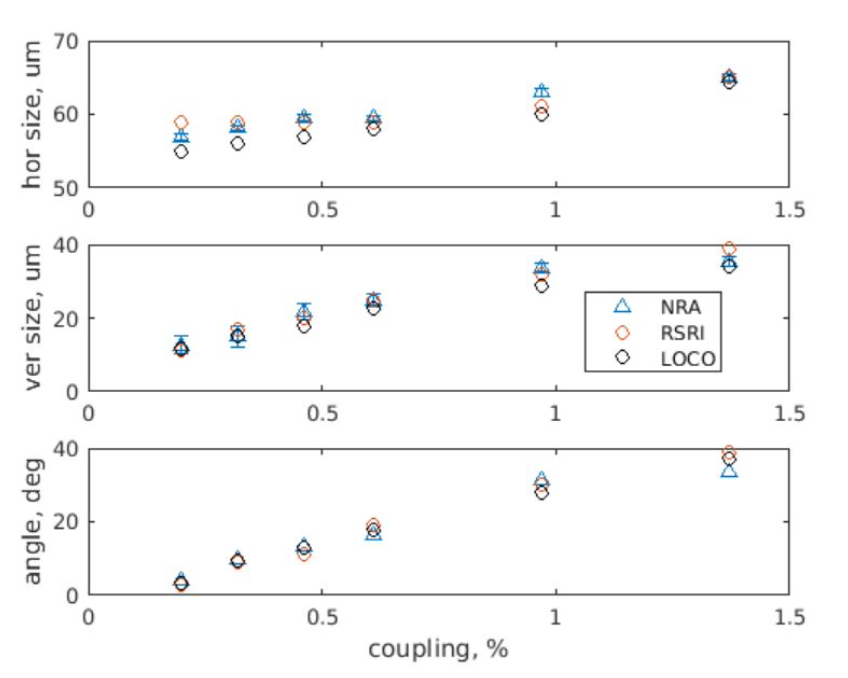 hor size, um
70
60
50
0 0.5 1 1.5
ver size, um
40
20
0
0 0.5 1 1.5
NRA
RSRI
LOCO
angle, deg
40
20
0
0 0.5 1 1.5
coupling, %